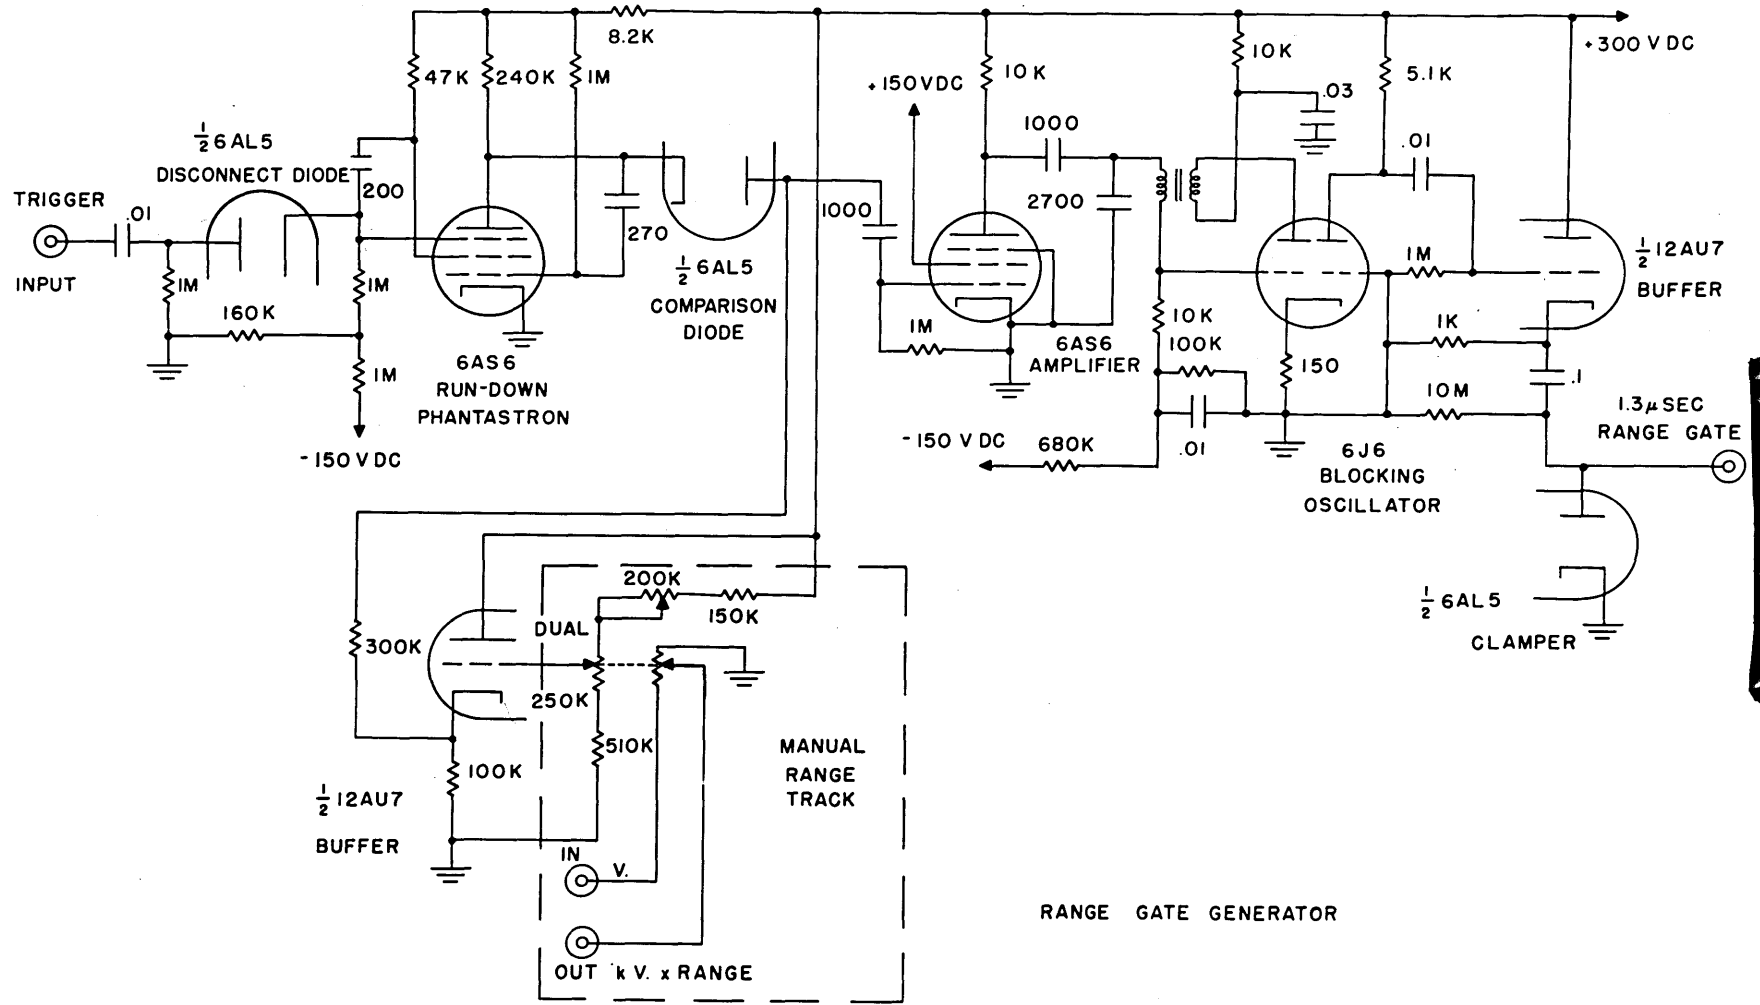 8.2K
+300 V DC
47K
240K
1M
10K
10K
5.1K
+150VDC
.03
1/2 6AL5
DISCONNECT DIODE
200
1000
.01
TRIGGER
INPUT
.01
1M
160K
1M
1M
-150V DC
270
6AS6
RUN-DOWN
PHANTASTRON
1/2 6AL5
COMPARISON
DIODE
1000
2700
1M
6AS6
AMPLIFIER
10K
100K
.01
-150 V DC
680K
150
6J6
BLOCKING
OSCILLATOR
1M
1/2 12AU7
BUFFER
1K
.1
10M
1.3µSEC
RANGE GATE
1/2 6AL5
CLAMPER
200K
150K
DUAL
300K
250K
510K
100K
1/2 12AU7
BUFFER
MANUAL
RANGE
TRACK
IN
V.
OUT kV. x RANGE
RANGE GATE GENERATOR